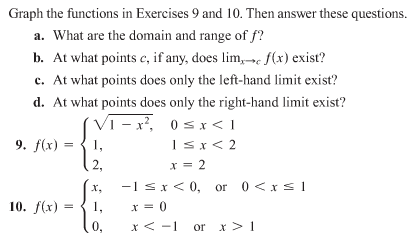 Graph the functions in Exercises 9 and 10. Then answer these questions.
a. What are the domain and range of f?
b. At what points c, if any, does lim_{x→c} f(x) exist?
c. At what points does only the left-hand limit exist?
d. At what points does only the right-hand limit exist?
9. f(x) = { √(1 − x²), 0 ≤ x < 1
1, 1 ≤ x < 2
2, x = 2
10. f(x) = { x, −1 ≤ x < 0, or 0 < x ≤ 1
1, x = 0
0, x < −1 or x > 1